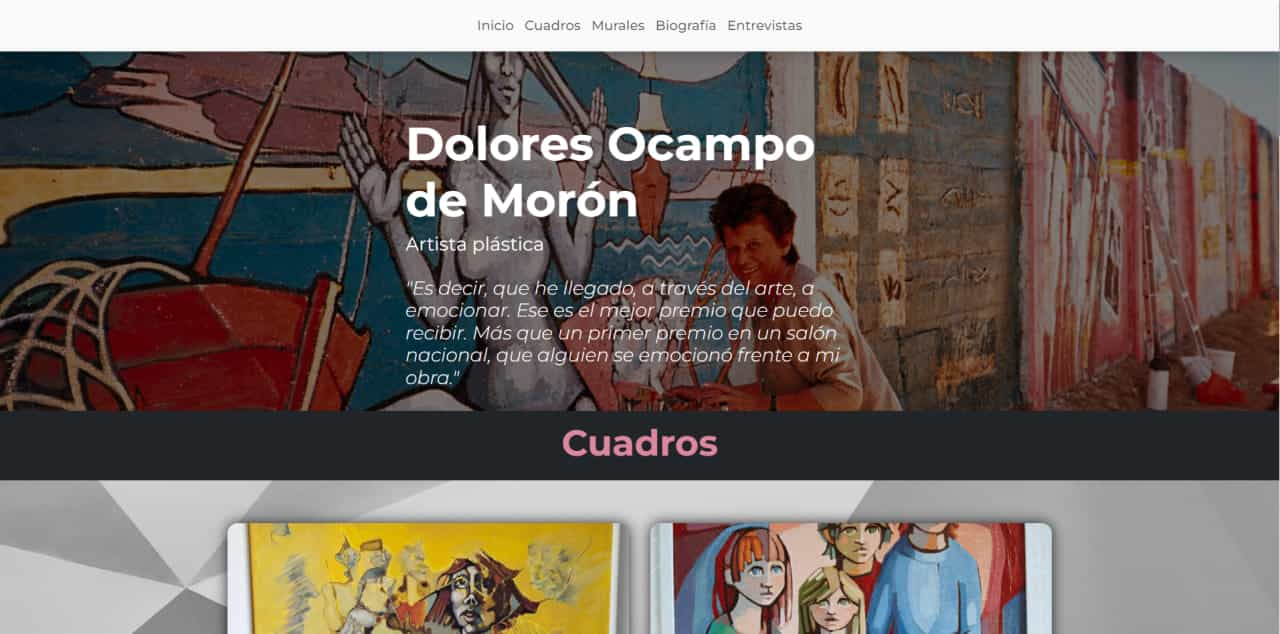 Inicio Cuadros Murales Biografía Entrevistas
Dolores Ocampo
de Morón
Artista plástica
"Es decir, que he llegado, a través del arte, a
emocionar. Ese es el mejor premio que puedo
recibir. Más que un primer premio en un salón
nacional, que alguien se emocionó frente a mi
obra."
Cuadros